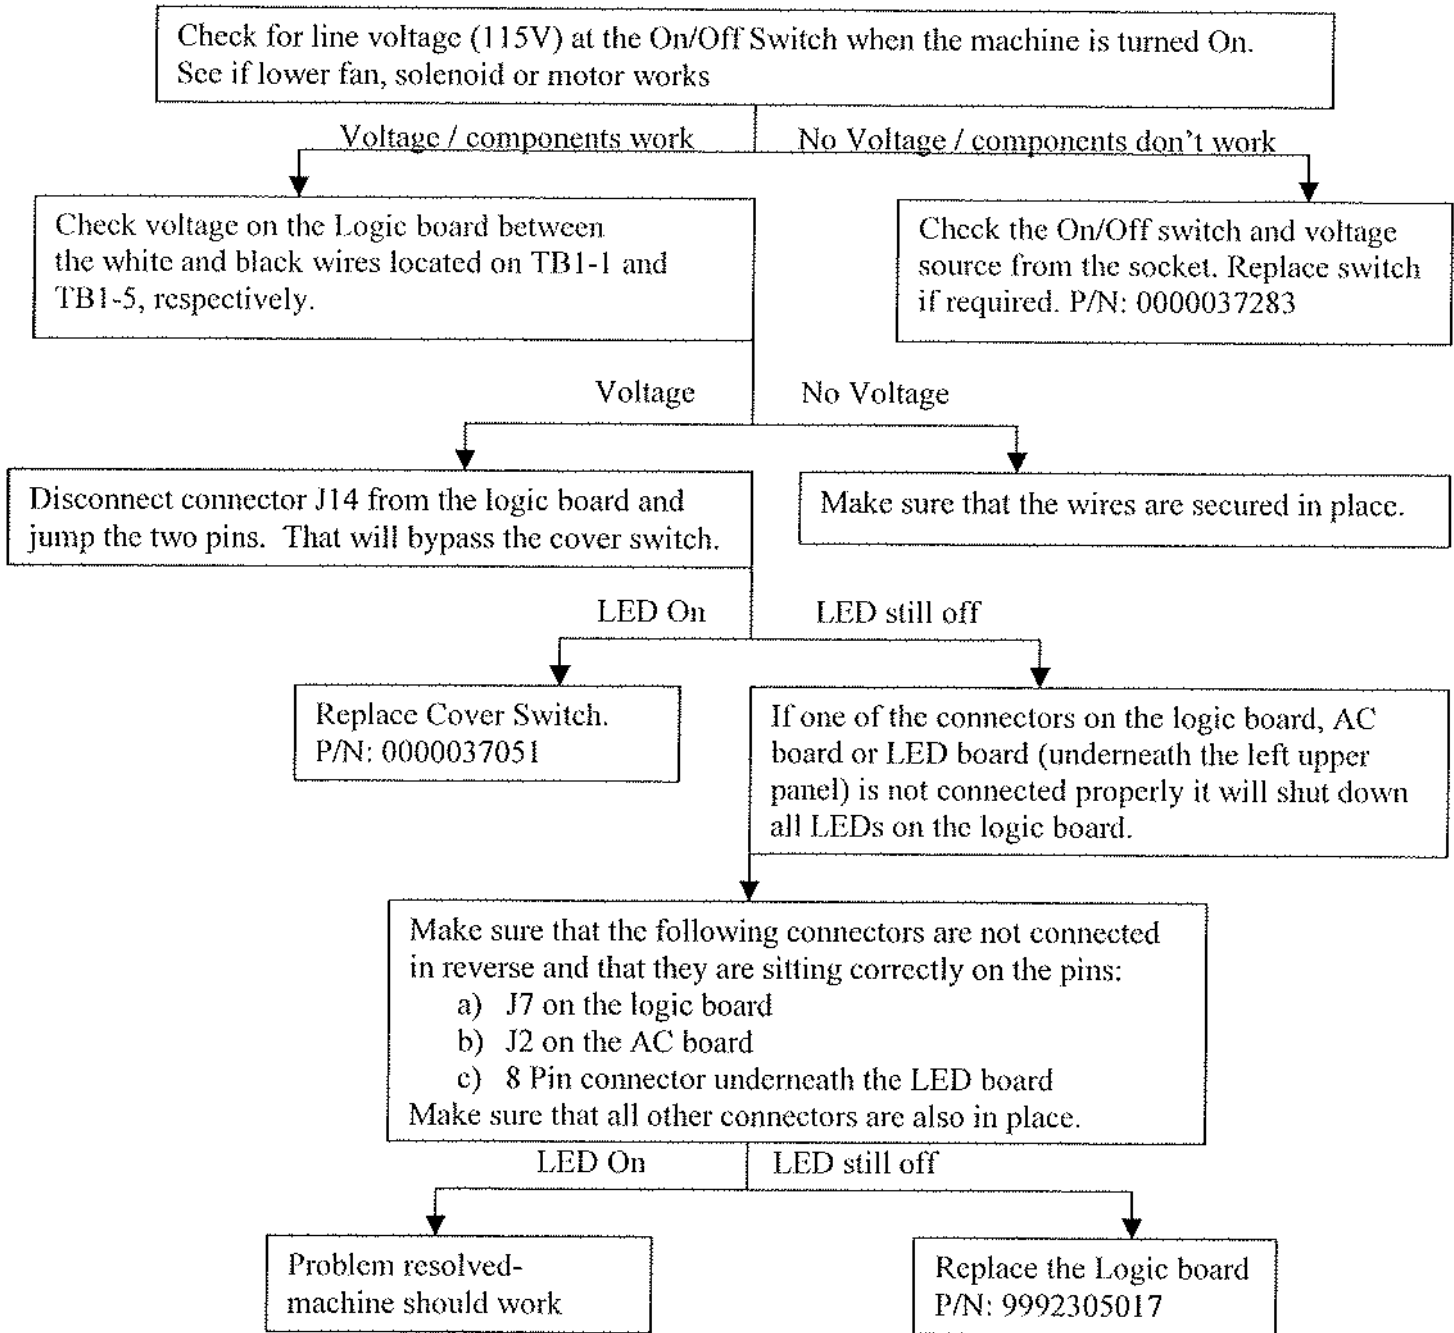 Check for line voltage (115V) at the On/Off Switch when the machine is turned On.
See if lower fan, solenoid or motor works
Voltage / components work
No Voltage / components don't work
Check voltage on the Logic board between
the white and black wires located on TB1-1 and
TB1-5, respectively.
Check the On/Off switch and voltage
source from the socket. Replace switch
if required. P/N: 0000037283
Voltage
No Voltage
Disconnect connector J14 from the logic board and
jump the two pins. That will bypass the cover switch.
Make sure that the wires are secured in place.
LED On
LED still off
Replace Cover Switch.
P/N: 0000037051
If one of the connectors on the logic board, AC
board or LED board (underneath the left upper
panel) is not connected properly it will shut down
all LEDs on the logic board.
Make sure that the following connectors are not connected
in reverse and that they are sitting correctly on the pins:
a) J7 on the logic board
b) J2 on the AC board
c) 8 Pin connector underneath the LED board
Make sure that all other connectors are also in place.
LED On
LED still off
Problem resolved-
machine should work
Replace the Logic board
P/N: 9992305017